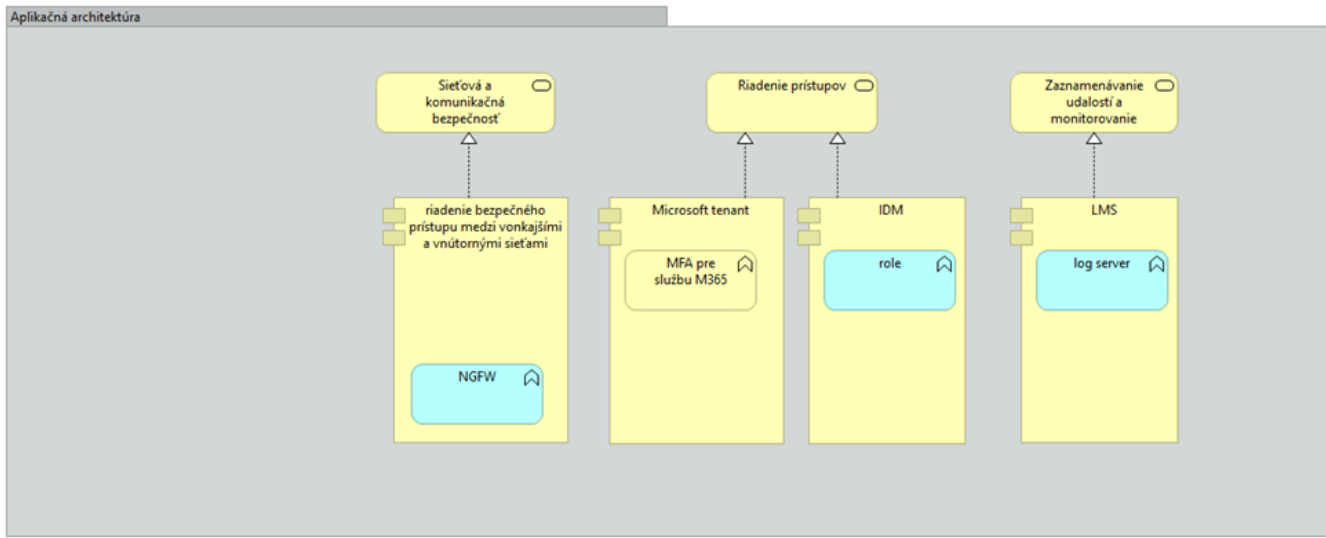 Aplikačná architektúra
Sieťová a
komunikačná
bezpečnosť
Riadenie prístupov
Zaznamenávanie
udalostí a
monitorovanie
riadenie bezpečného
prístupu medzi vonkajšími
a vnútornými sieťami
NGFW
Microsoft tenant
MFA pre
službu M365
IDM
role
LMS
log server